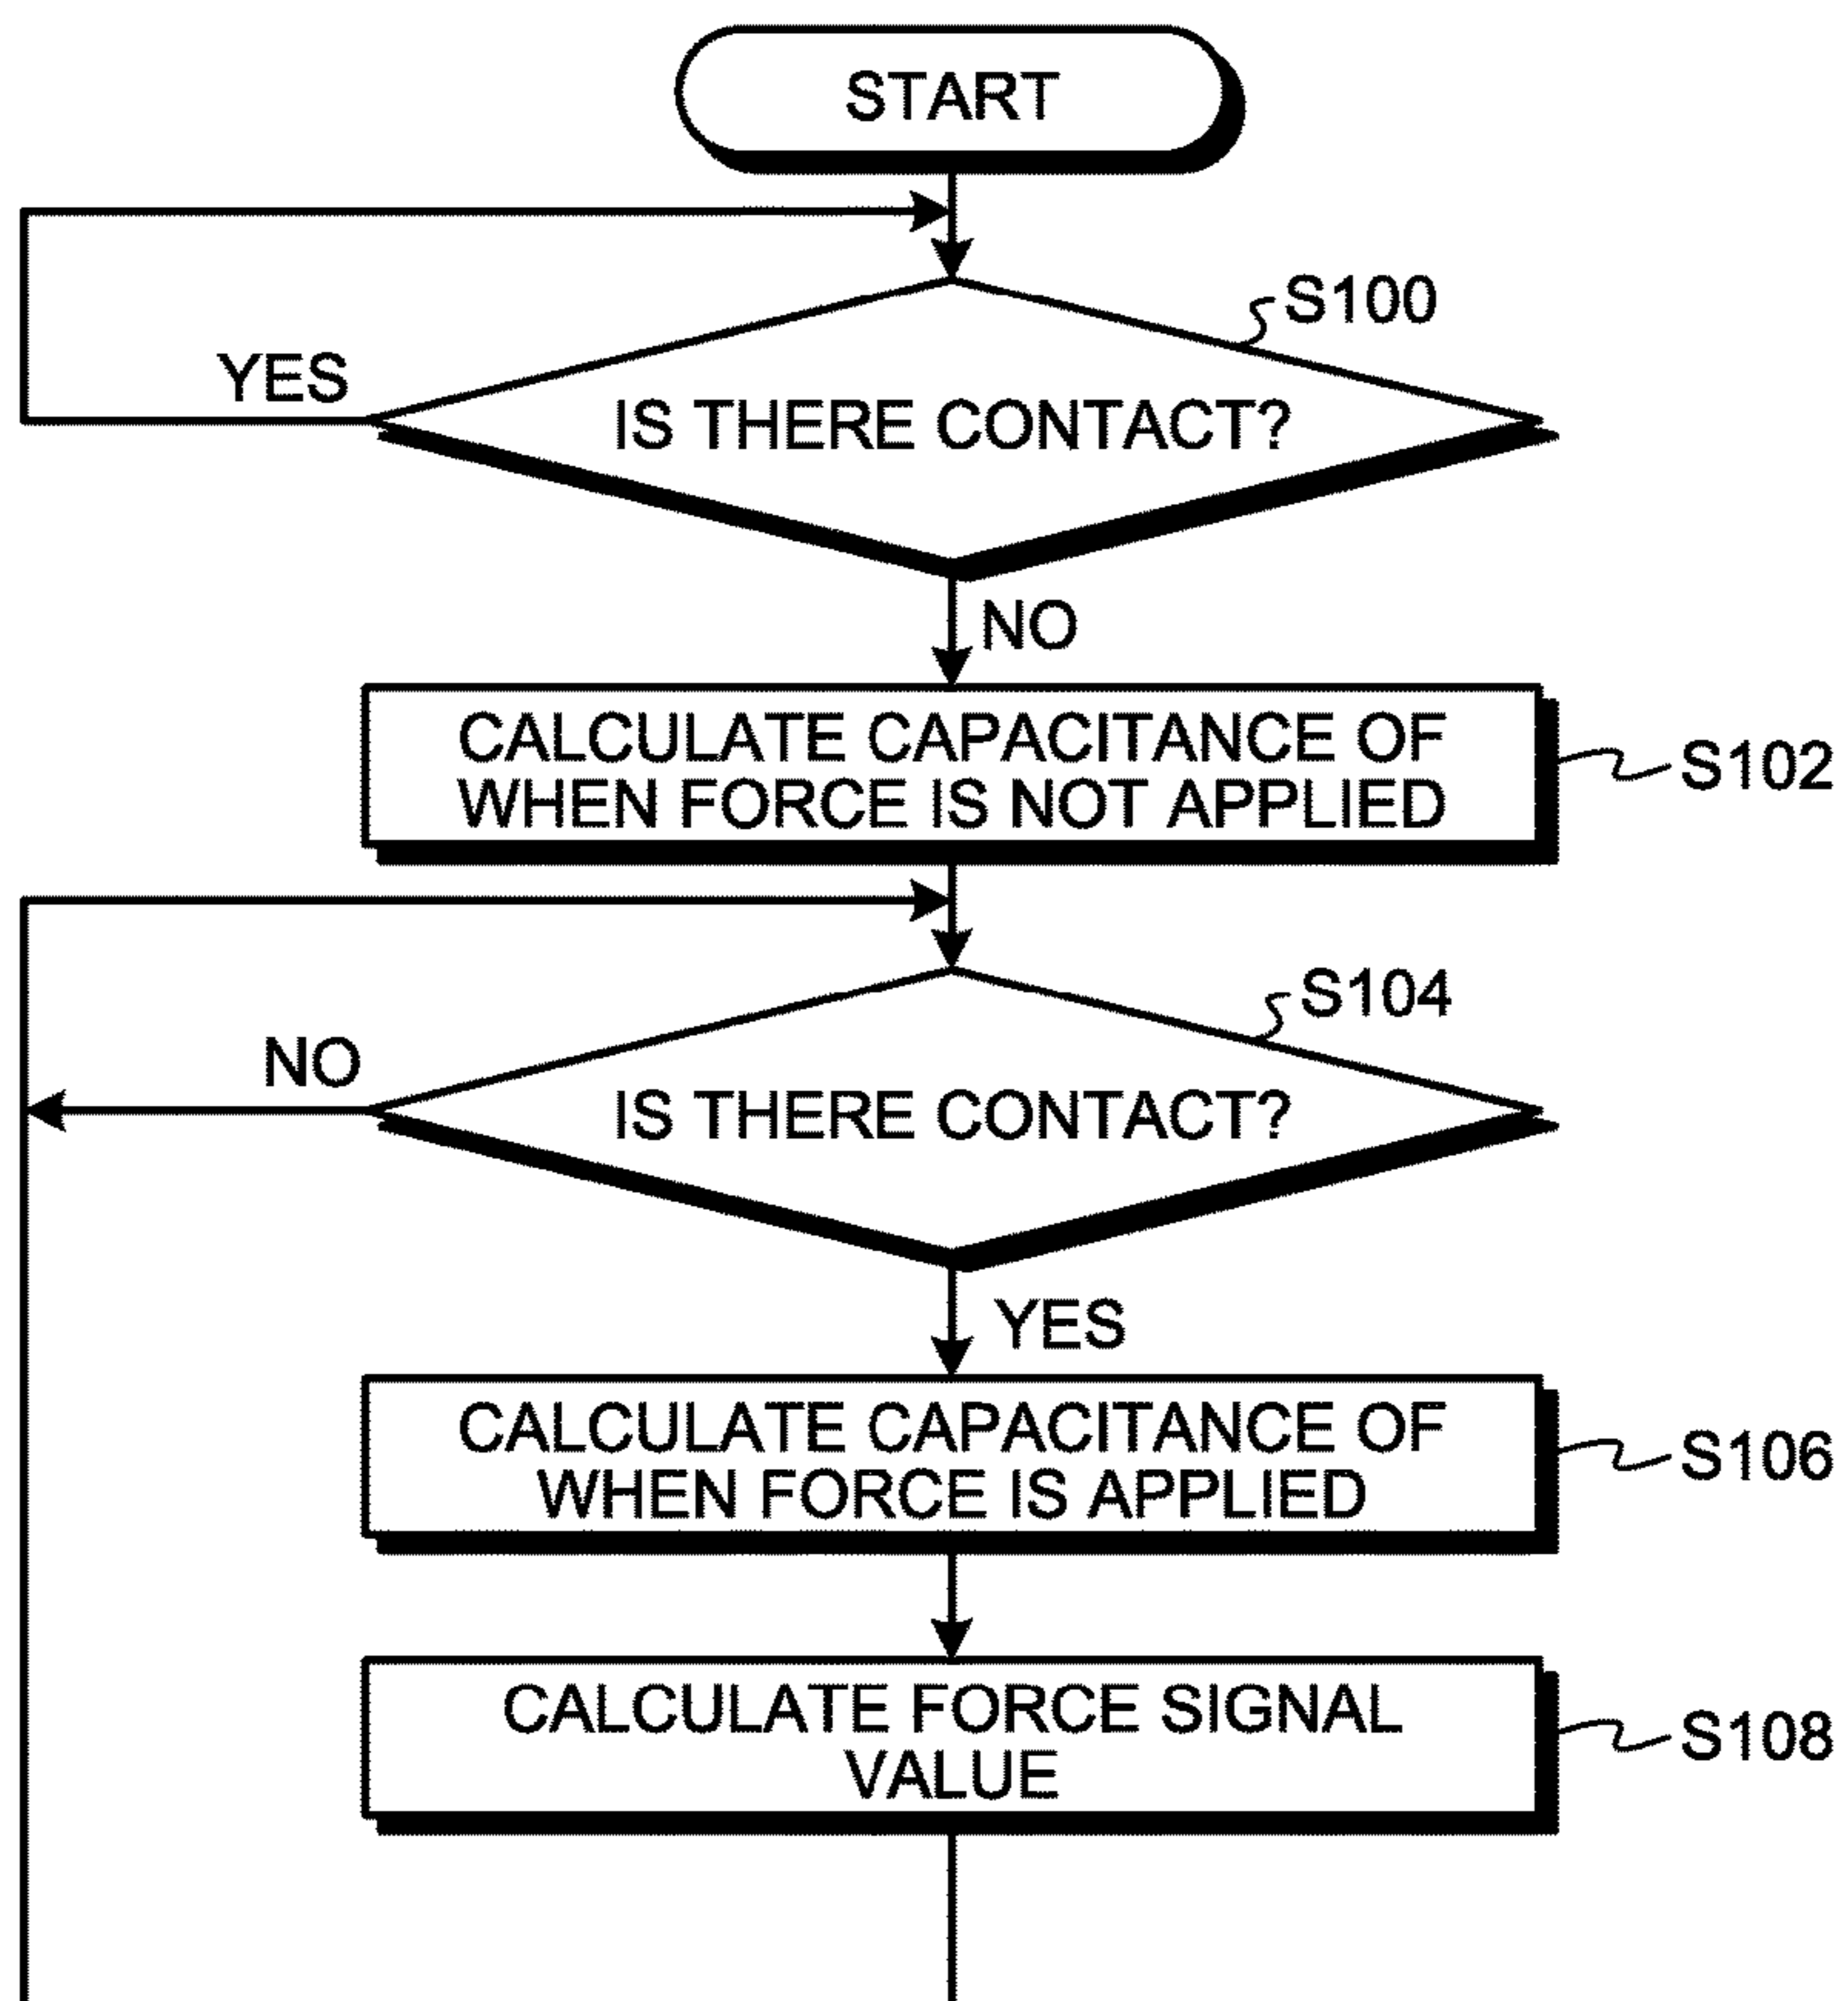 START
S100
YES
IS THERE CONTACT?
NO
CALCULATE CAPACITANCE OF
WHEN FORCE IS NOT APPLIED
S102
S104
NO
IS THERE CONTACT?
YES
CALCULATE CAPACITANCE OF
WHEN FORCE IS APPLIED
S106
CALCULATE FORCE SIGNAL
VALUE
S108